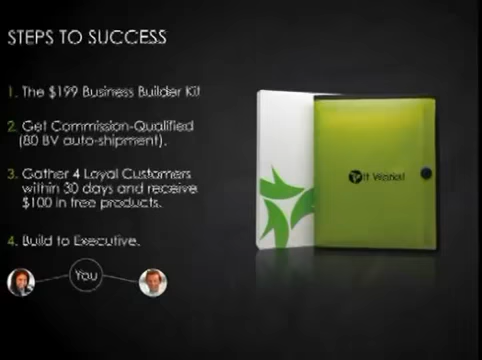 STEPS TO SUCCESS
1. The $199 Business Builder Kit
2. Get Commission-Qualified
(80 BV auto-shipment).
3. Gather 4 Loyal Customers
within 30 days and receive
$100 in free products.
4. Build to Executive.
You
It Works!